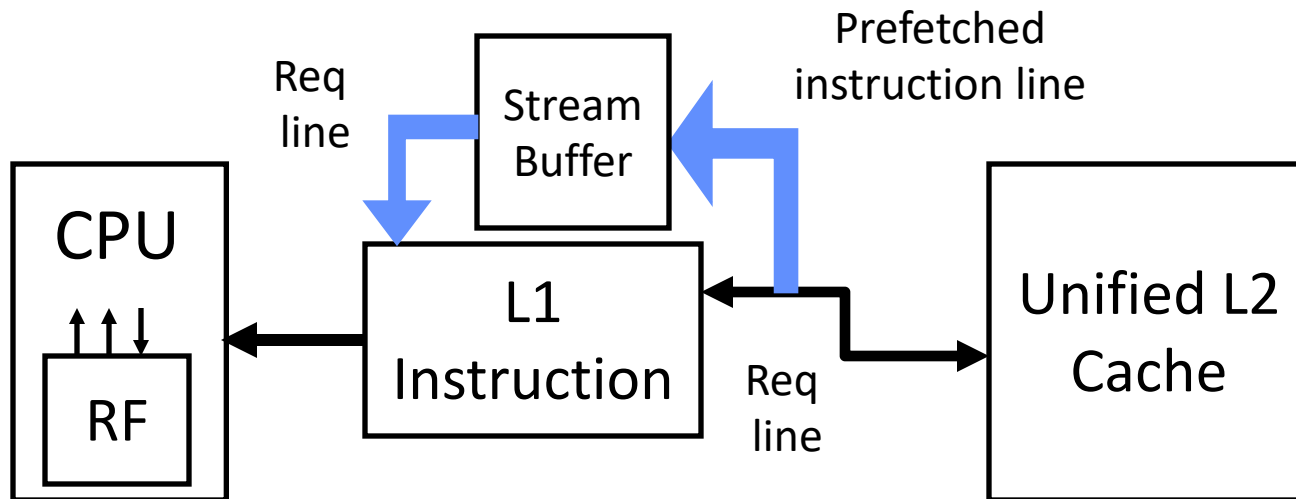 Prefetched
instruction line
Req
line
Stream
Buffer
CPU
RF
L1
Instruction
Req
line
Unified L2
Cache